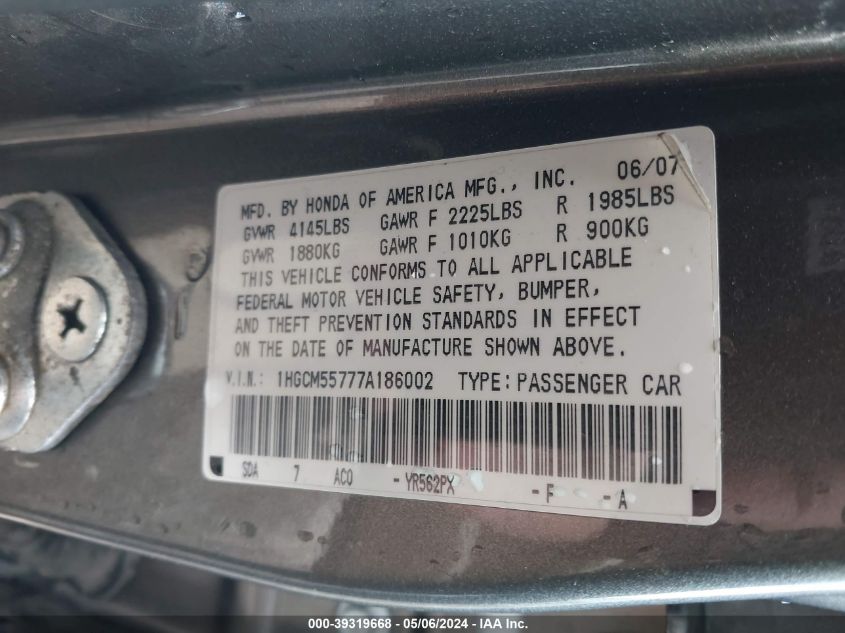 MFD. BY HONDA OF AMERICA MFG., INC. 06/07
GVWR 4145LBS GAWR F 2225LBS R 1985LBS
GVWR 1880KG GAWR F 1010KG R 900KG
THIS VEHICLE CONFORMS TO ALL APPLICABLE
FEDERAL MOTOR VEHICLE SAFETY, BUMPER,
AND THEFT PREVENTION STANDARDS IN EFFECT
ON THE DATE OF MANUFACTURE SHOWN ABOVE.
V.I.N.: 1HGCM55777A186002 TYPE: PASSENGER CAR
SDA 7 AC0 - YR562PX - F - A
000-39319668 - 05/06/2024 - IAA Inc.